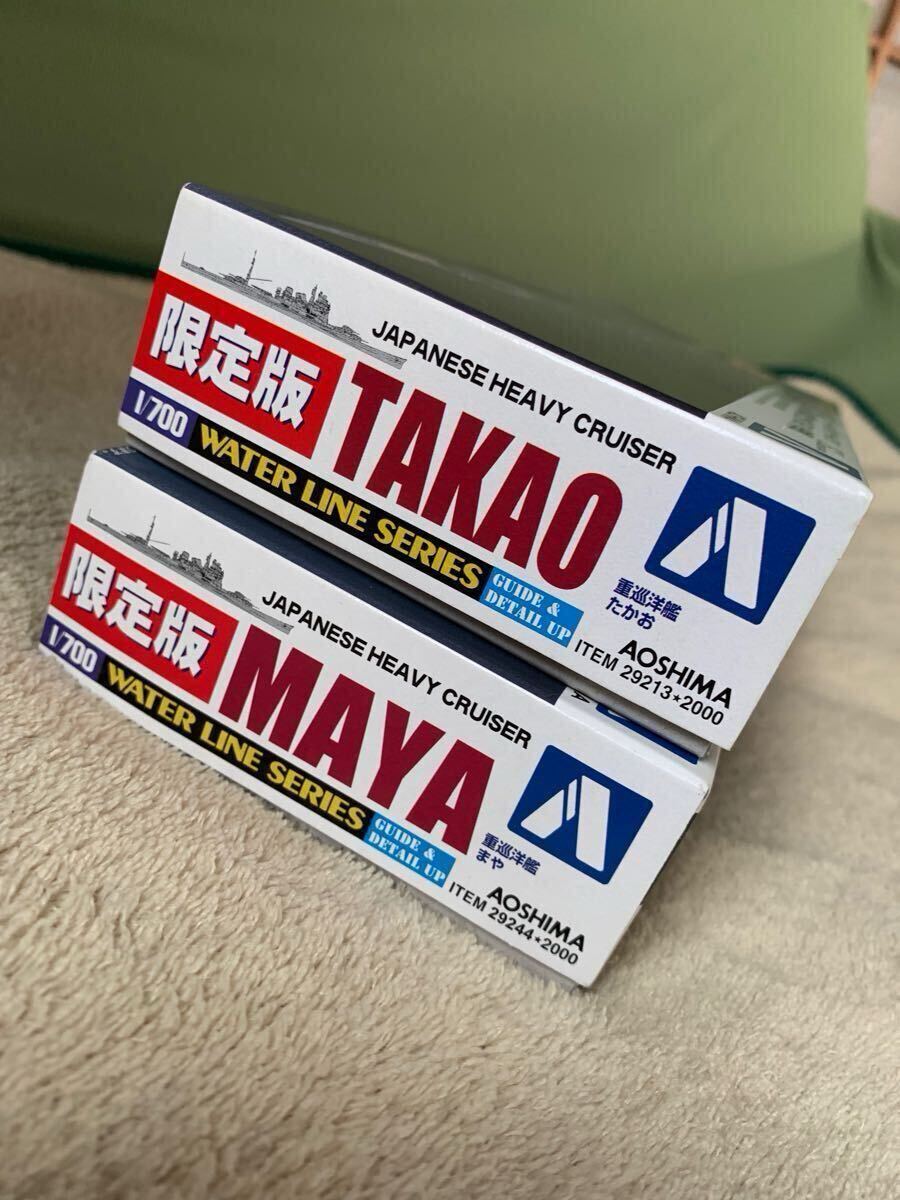 JAPANESE HEAVY CRUISER
限定版
TAKAO
1/700
WATER LINE SERIES
GUIDE &
DETAIL UP
重巡洋艦
たかお
AOSHIMA
ITEM 29213★2000
JAPANESE HEAVY CRUISER
限定版
MAYA
1/700
WATER LINE SERIES
GUIDE &
DETAIL UP
重巡洋艦
まや
AOSHIMA
ITEM 29244★2000